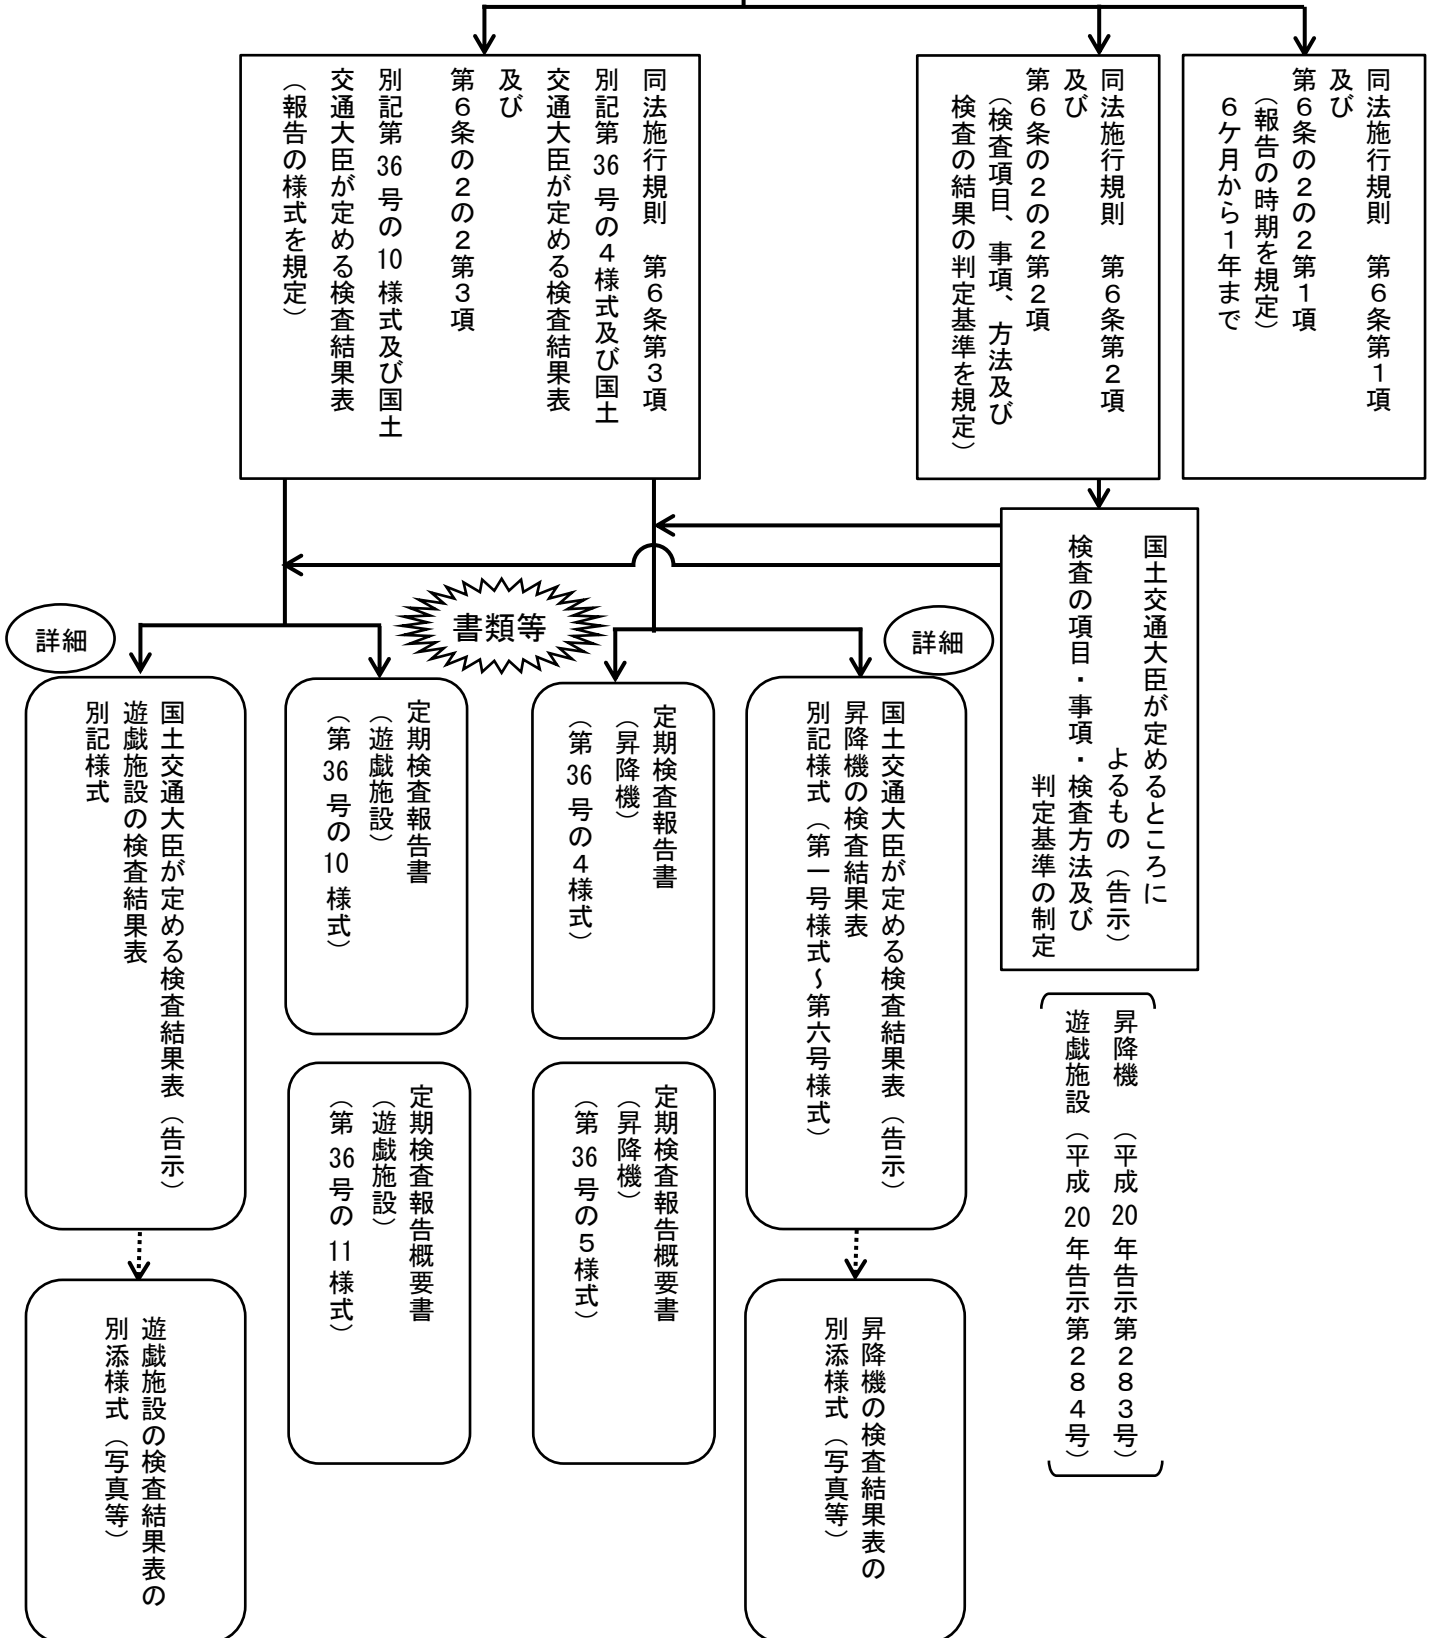 同法施行規則　第６条第１項
及び
第６条の２の２第１項
（報告の時期を規定）
６ケ月から１年まで
同法施行規則　第６条第２項
及び
第６条の２の２第２項
（検査項目、事項、方法及び
検査の結果の判定基準を規定）
同法施行規則　第６条第３項
別記第36号の４様式及び国土
交通大臣が定める検査結果表
及び
第６条の２の２第３項
別記第36号の10様式及び国土
交通大臣が定める検査結果表
（報告の様式を規定）
国土交通大臣が定めるところに
よるもの（告示）
検査の項目・事項・検査方法及び
判定基準の制定
昇降機　（平成20年告示第２８３号）
遊戯施設（平成20年告示第２８４号）
書類等
詳細
国土交通大臣が定める検査結果表（告示）
昇降機の検査結果表
別記様式（第一号様式～第六号様式）
定期検査報告書
（昇降機）
（第36号の４様式）
定期検査報告書
（遊戯施設）
（第36号の10様式）
詳細
国土交通大臣が定める検査結果表（告示）
遊戯施設の検査結果表
別記様式
定期検査報告概要書
（昇降機）
（第36号の５様式）
定期検査報告概要書
（遊戯施設）
（第36号の11様式）
昇降機の検査結果表の
別添様式（写真等）
遊戯施設の検査結果表の
別添様式（写真等）